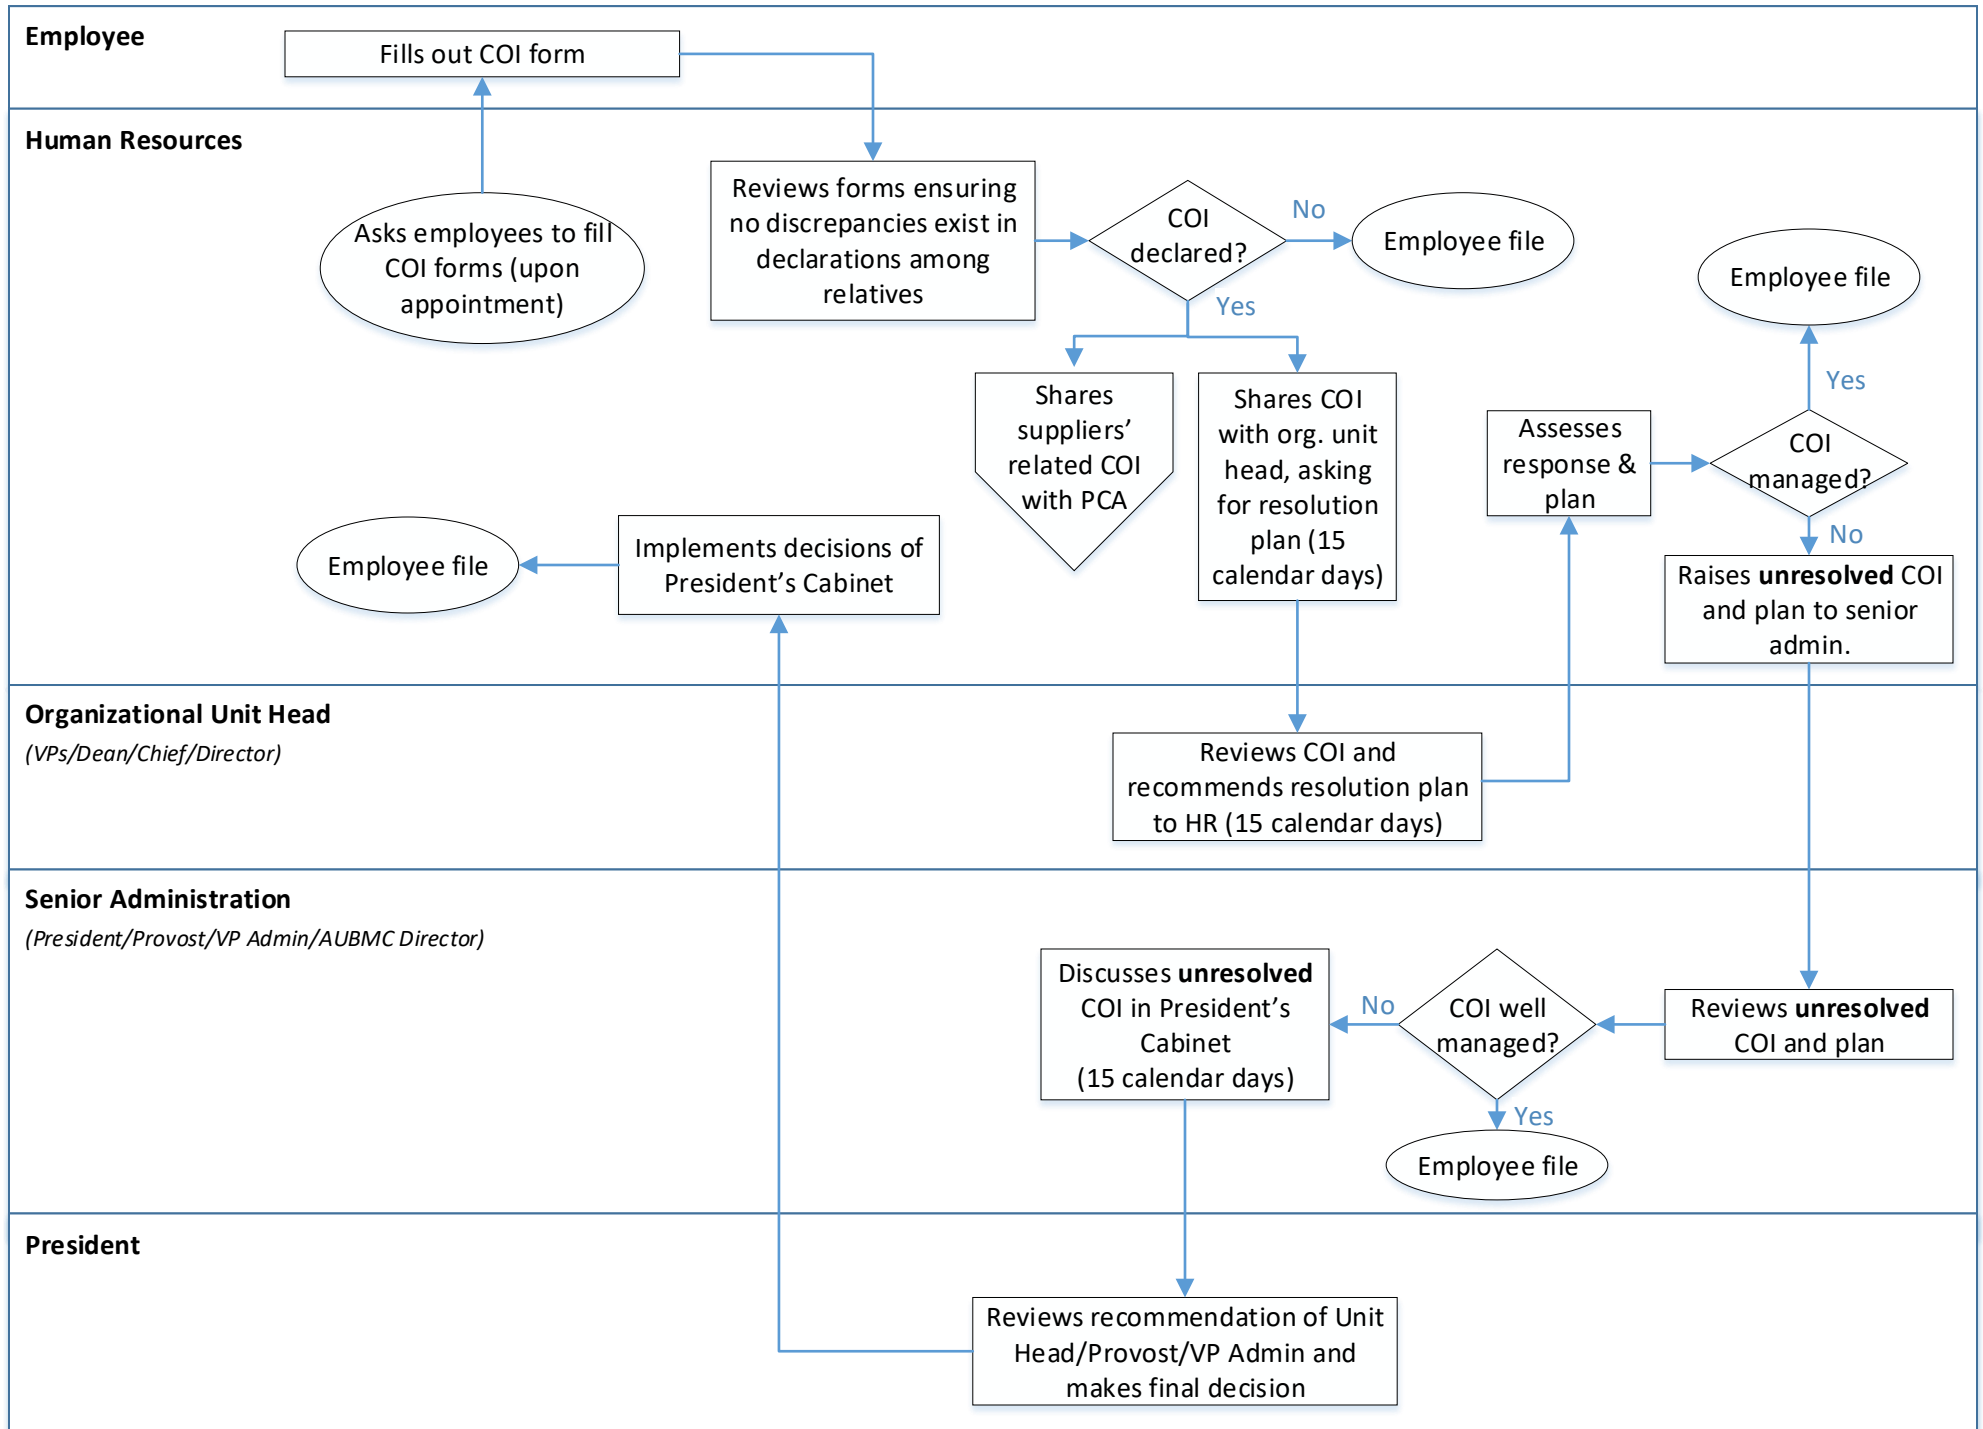 Employee
Fills out COI form
Human Resources
Asks employees to fill
COI forms (upon
appointment)
Reviews forms ensuring
no discrepancies exist in
declarations among
relatives
COI
declared?
No
Employee file
Yes
Shares
suppliers’
related COI
with PCA
Shares COI
with org. unit
head, asking
for resolution
plan (15
calendar days)
Assesses
response &
plan
COI
managed?
Yes
Employee file
No
Raises unresolved COI
and plan to senior
admin.
Implements decisions of
President’s Cabinet
Employee file
Organizational Unit Head
(VPs/Dean/Chief/Director)
Reviews COI and
recommends resolution plan
to HR (15 calendar days)
Senior Administration
(President/Provost/VP Admin/AUBMC Director)
Reviews unresolved
COI and plan
COI well
managed?
No
Yes
Employee file
Discusses unresolved
COI in President’s
Cabinet
(15 calendar days)
President
Reviews recommendation of Unit
Head/Provost/VP Admin and
makes final decision